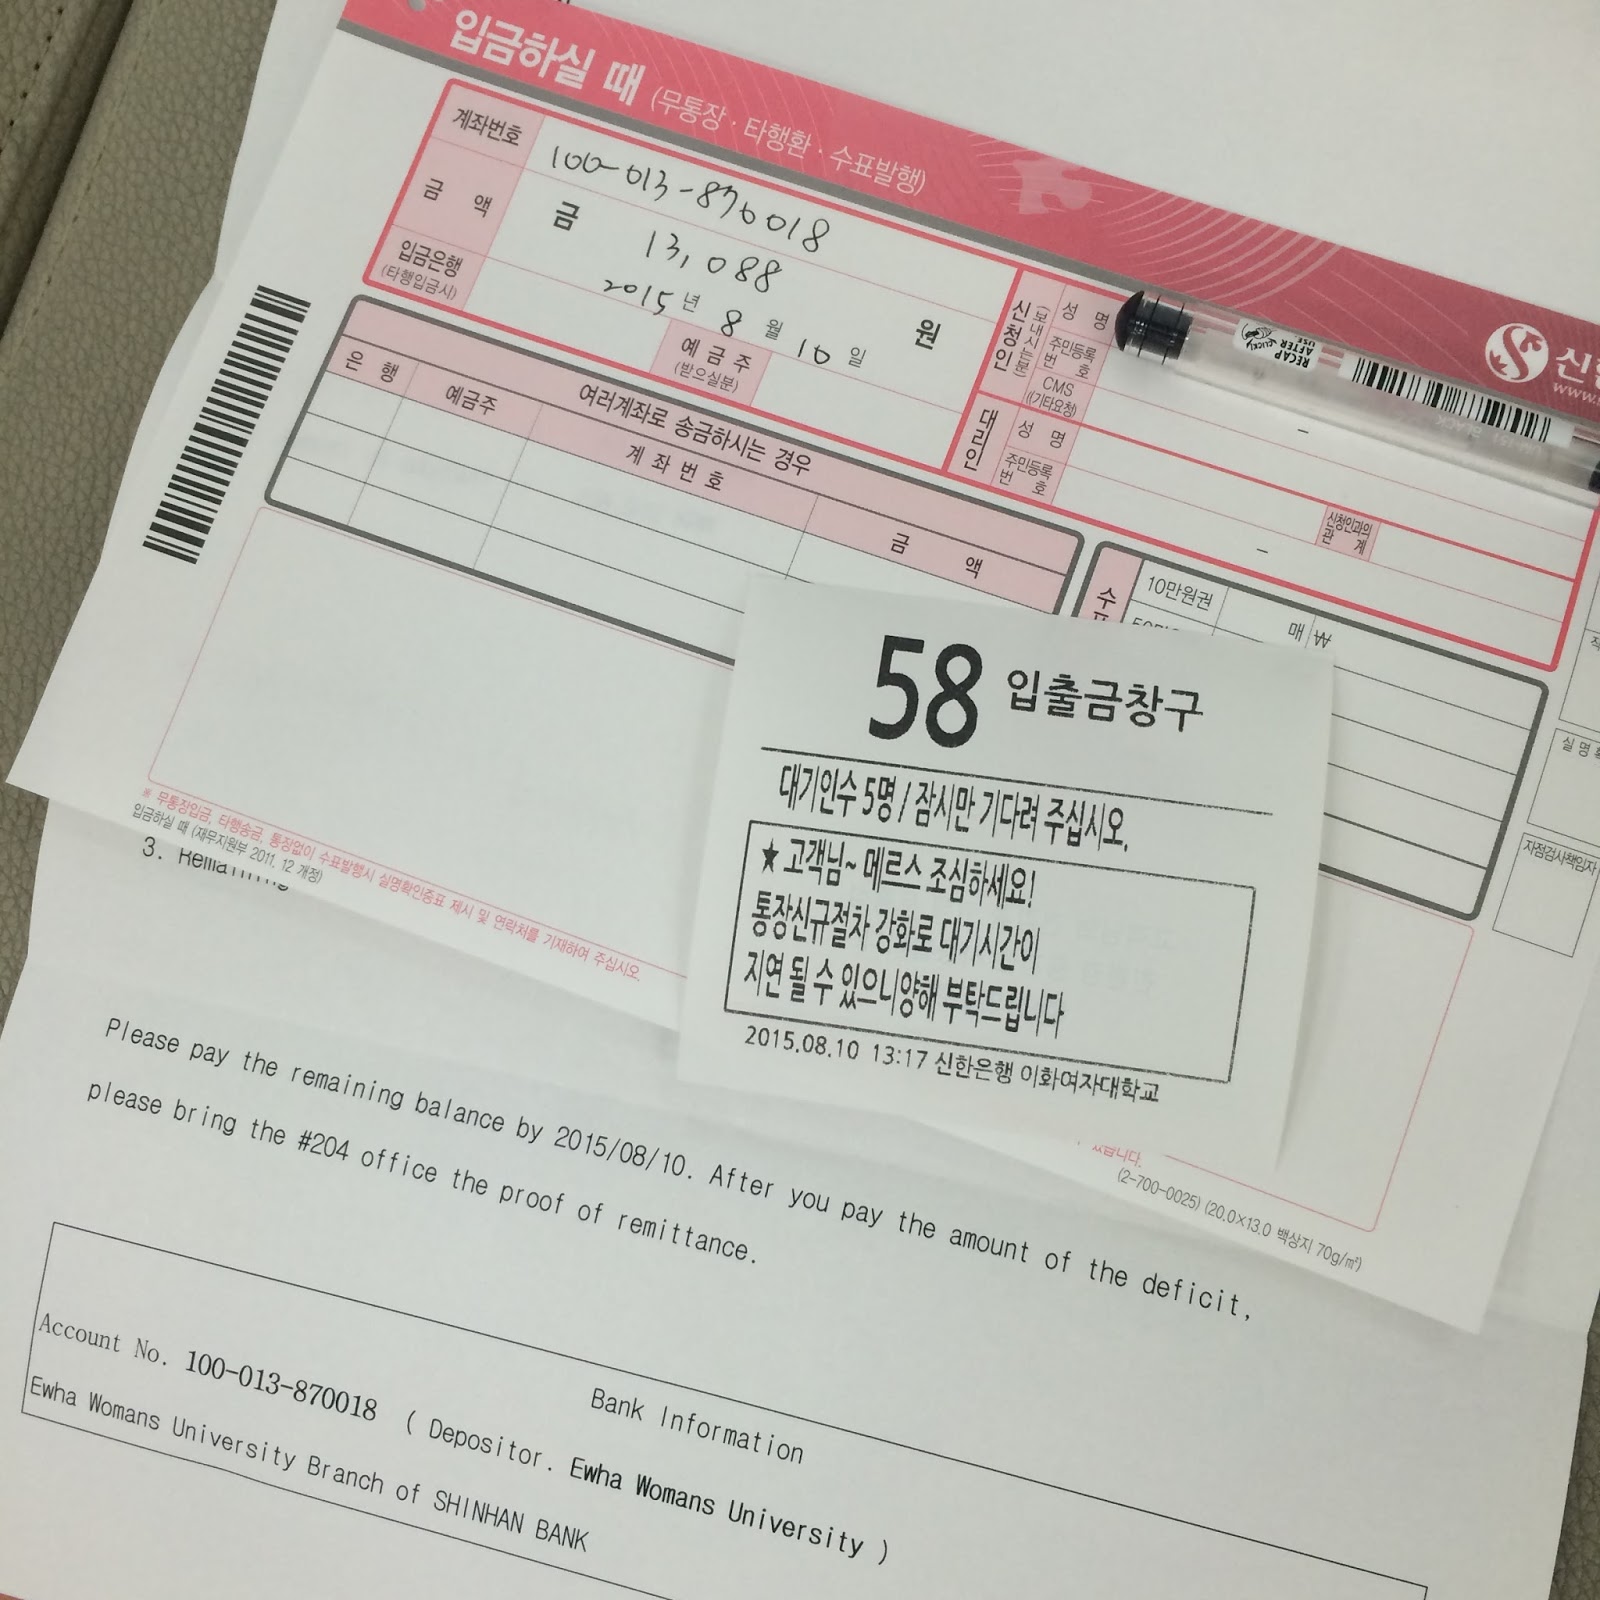 입금하실 때 (무통장 · 타행환 · 수표발행)
계좌번호 100-013-870018
금 액 금 13,088 원
입금은행
(타행입금시)
2015년 8월 10일
예 금 주
(받으실분)
신청인
(보내시는분)
성 명
주민등록
번 호
CMS
(기타요청)
대리인
성 명
주민등록
번 호
신청인과의
관 계
신한
www.s
RECAP
AFTER
USE
CLICK!
여러계좌로 송금하시는 경우
은 행 예금주 계 좌 번 호 금 액
수
10만원권 매 ₩
실 명
자점검사책임자
58 입출금창구
대기인수 5명 / 잠시만 기다려 주십시오.
★ 고객님~ 메르스 조심하세요!
통장신규절차 강화로 대기시간이
지연 될 수 있으니양해 부탁드립니다
2015.08.10 13:17 신한은행 이화여자대학교
※ 무통장입금, 타행송금, 통장없이 수표발행시 실명확인증표 제시 및 연락처를 기재하여 주십시오.
입금하실 때 (재무지원부 2011. 12 개정)
있습니다.
(2-700-0025) (20.0×13.0 백상지 70g/㎡)
3. Remaining
Please pay the remaining balance by 2015/08/10. After you pay the amount of the deficit,
please bring the #204 office the proof of remittance.
Bank Information
Account No. 100-013-870018 ( Depositor. Ewha Womans University )
Ewha Womans University Branch of SHINHAN BANK